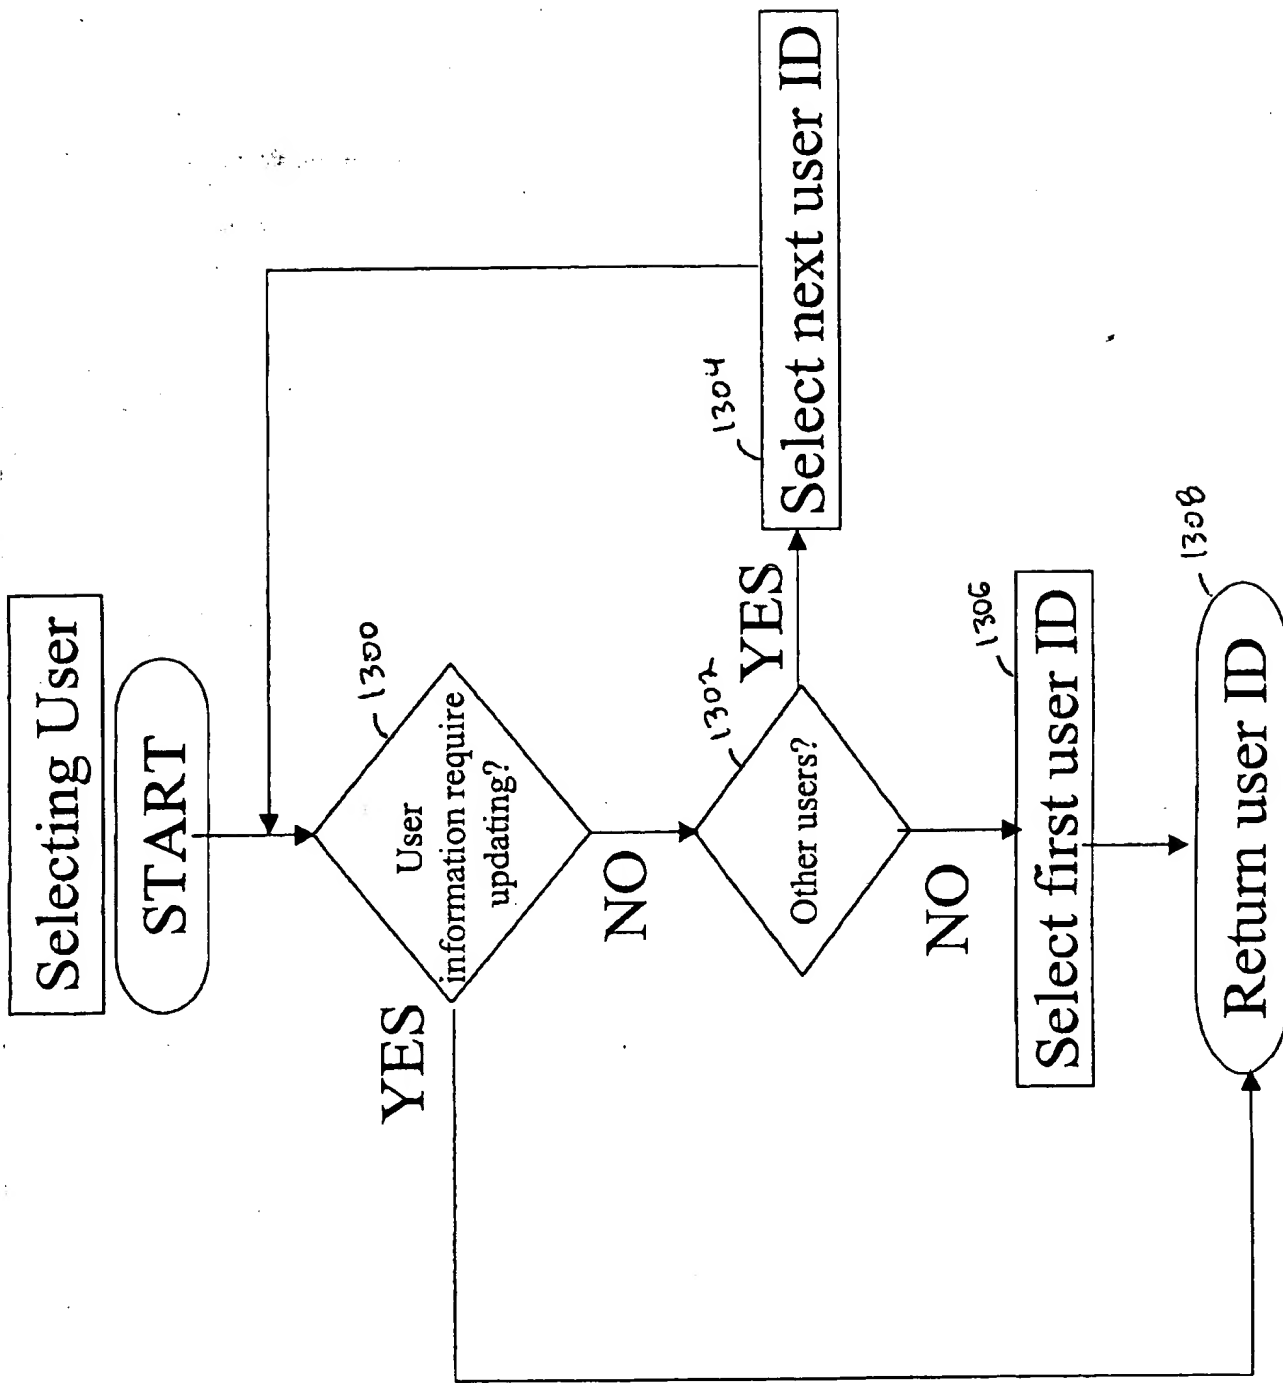 Selecting User
START
1300
User
information require
updating?
YES
NO
1302
Other users?
YES
1304
Select next user ID
NO
1306
Select first user ID
1308
Return user ID